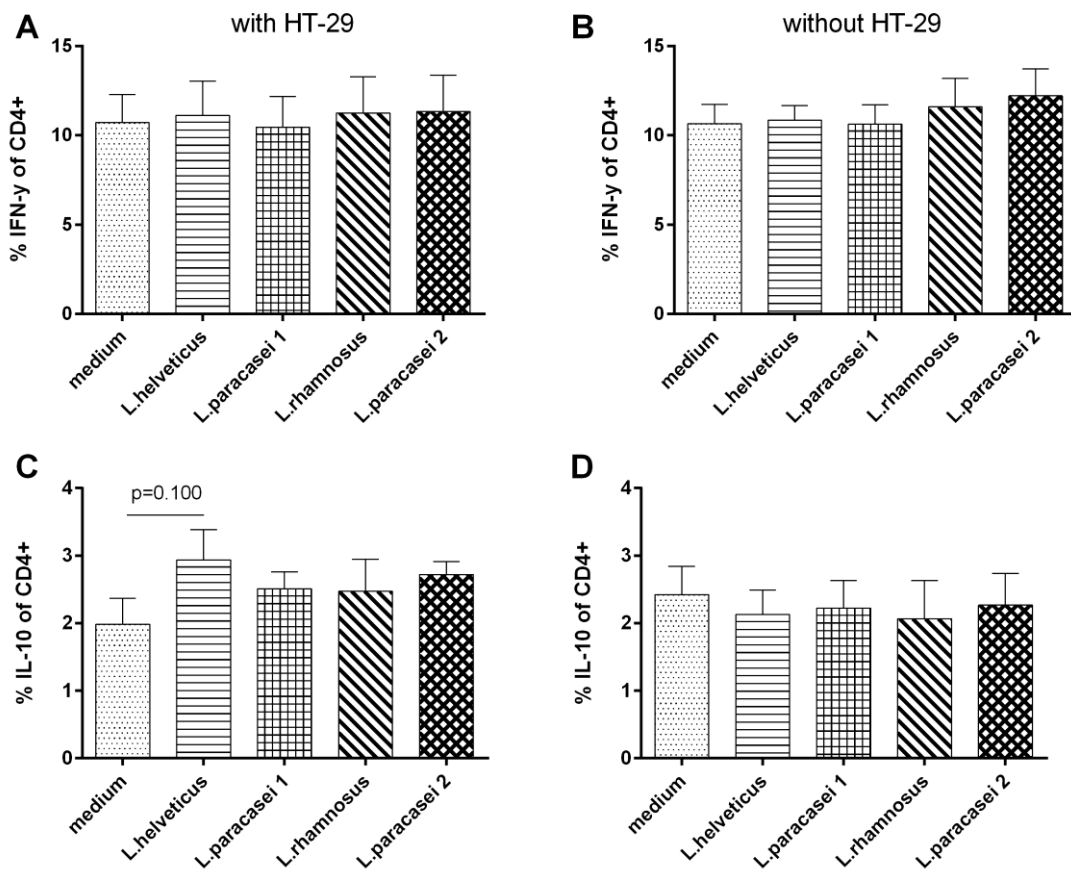 A
with HT-29
15
10
5
0
% IFN-y of CD4+
medium
L.helveticus
L.paracasei 1
L.rhamnosus
L.paracasei 2
B
without HT-29
15
10
5
0
% IFN-y of CD4+
medium
L.helveticus
L.paracasei 1
L.rhamnosus
L.paracasei 2
C
4
3
2
1
0
% IL-10 of CD4+
p=0.100
medium
L.helveticus
L.paracasei 1
L.rhamnosus
L.paracasei 2
D
4
3
2
1
0
% IL-10 of CD4+
medium
L.helveticus
L.paracasei 1
L.rhamnosus
L.paracasei 2